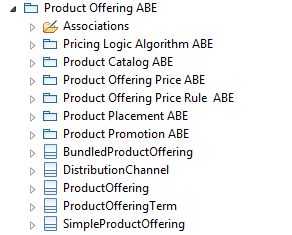 Product Offering ABE
Associations
Pricing Logic Algorithm ABE
Product Catalog ABE
Product Offering Price ABE
Product Offering Price Rule  ABE
Product Placement ABE
Product Promotion ABE
BundledProductOffering
DistributionChannel
ProductOffering
ProductOfferingTerm
SimpleProductOffering